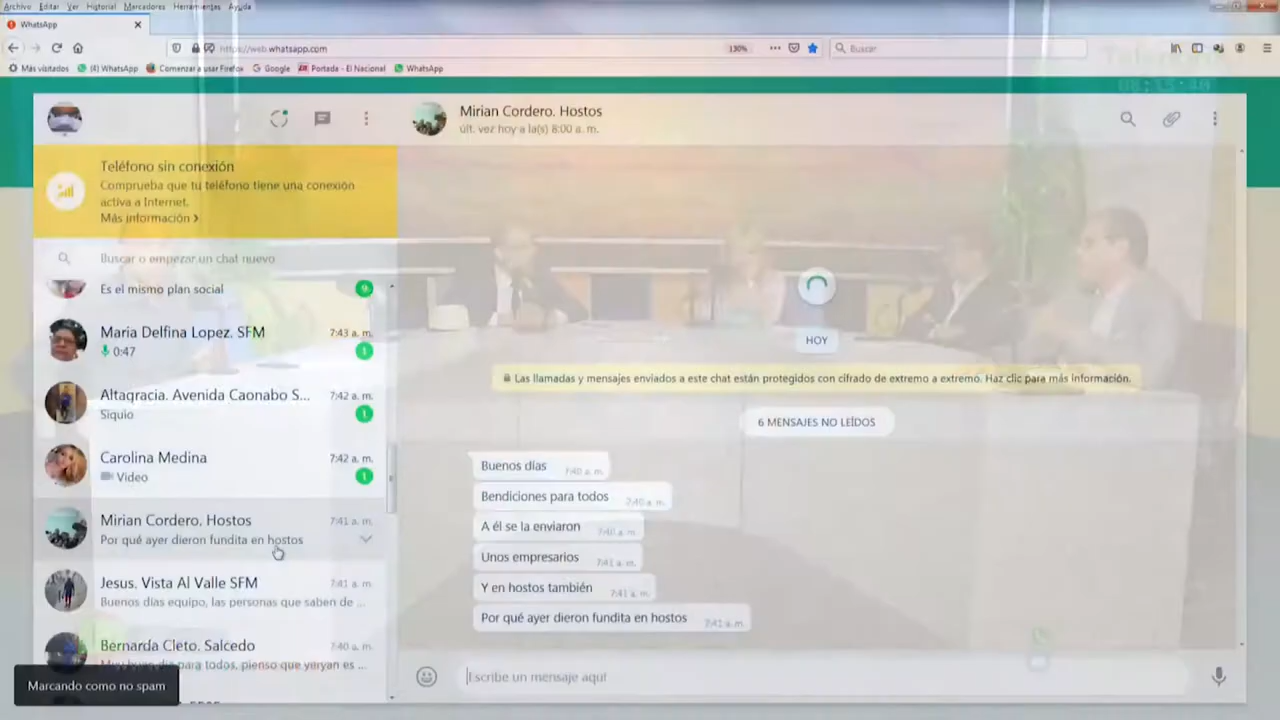 Archivo Editar Ver Historial Marcadores Herramientas Ayuda
WhatsApp
https://web.whatsapp.com
130%
Buscar
Más visitados (4) WhatsApp Comenzar a usar Firefox Google Portada - El Nacional WhatsApp
Mirian Cordero. Hostos
últ. vez hoy a la(s) 8:00 a. m.
Teléfono sin conexión
Comprueba que tu teléfono tiene una conexión
activa a Internet.
Más información
Buscar o empezar un chat nuevo
Es el mismo plan social
9
Maria Delfina Lopez. SFM 7:43 a. m.
0:47
1
Altagracia. Avenida Caonabo S... 7:42 a. m.
Siquio
1
Carolina Medina 7:42 a. m.
Video
1
Mirian Cordero. Hostos 7:41 a. m.
Por qué ayer dieron fundita en hostos
Jesus. Vista Al Valle SFM 7:41 a. m.
Buenos días equipo, las personas que saben de ...
Bernarda Cleto. Salcedo 7:40 a. m.
para todos, pienso que
Marcando como no spam
HOY
Las llamadas y mensajes enviados a este chat están protegidos con cifrado de extremo a extremo. Haz clic para más información.
6 MENSAJES NO LEÍDOS
Buenos días 7:40 a. m.
Bendiciones para todos 7:40 a. m.
A él se la enviaron 7:40 a. m.
Unos empresarios 7:41 a. m.
Y en hostos también 7:41 a. m.
Por qué ayer dieron fundita en hostos 7:41 a. m.
Escribe un mensaje aquí